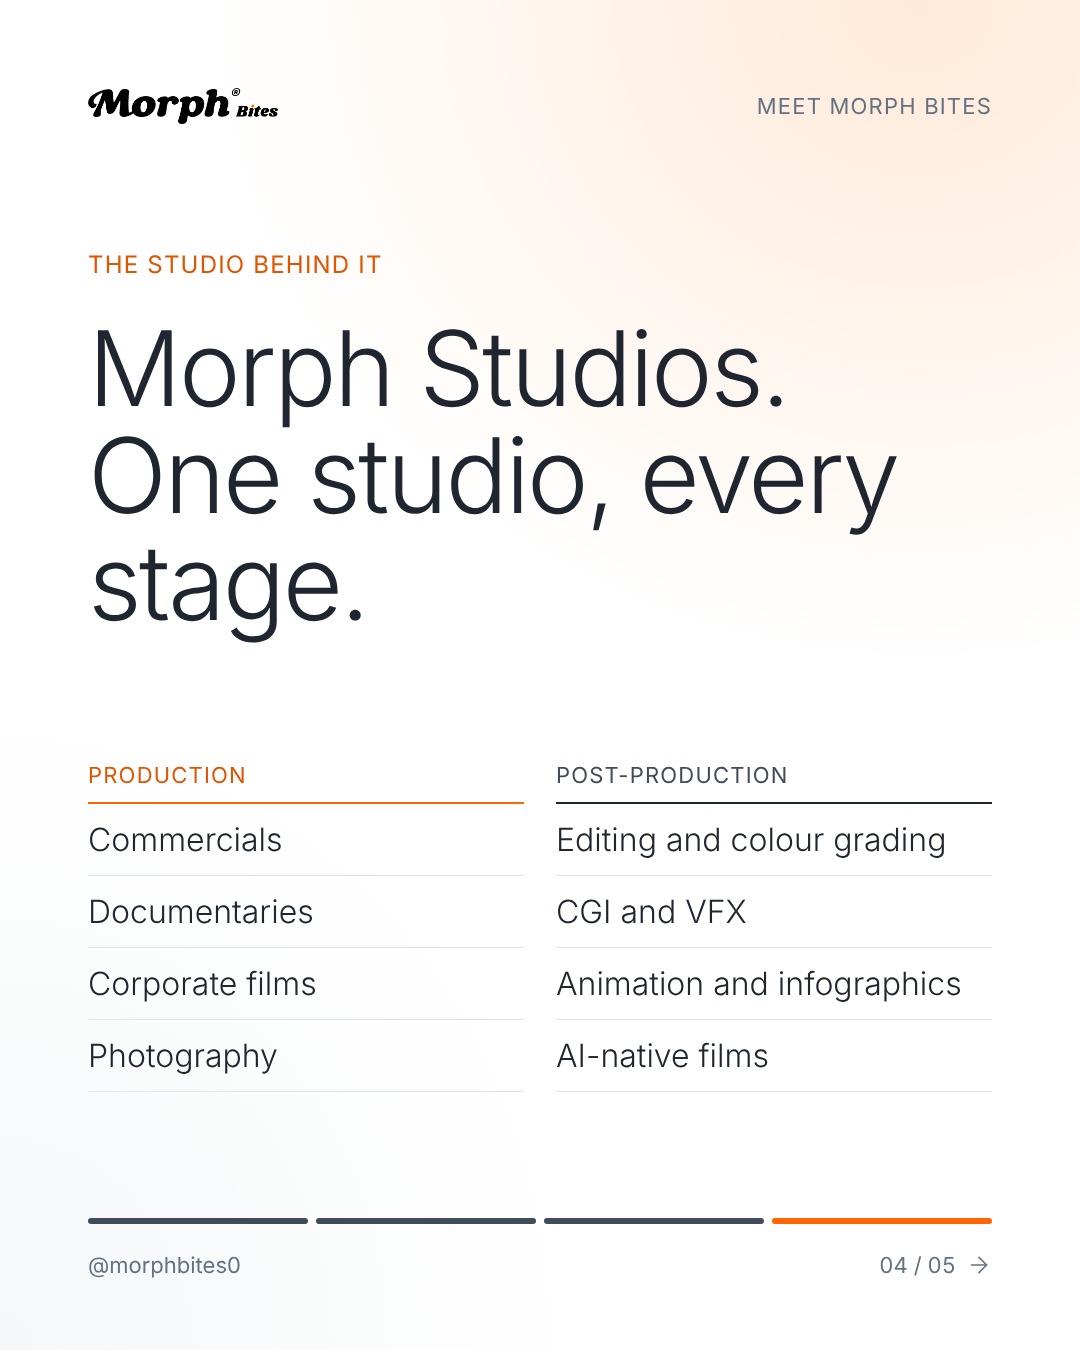 Morph® Bites
MEET MORPH BITES
THE STUDIO BEHIND IT
Morph Studios.
One studio, every
stage.
PRODUCTION
Commercials
Documentaries
Corporate films
Photography
POST-PRODUCTION
Editing and colour grading
CGI and VFX
Animation and infographics
AI-native films
@morphbites0
04 / 05 →